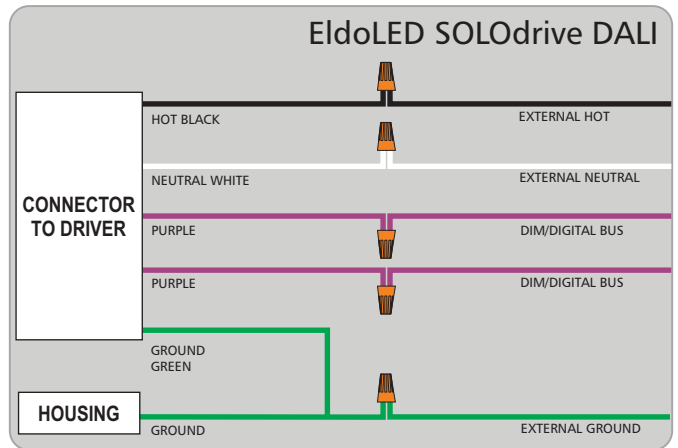 EldoLED SOLOdrive DALI
HOT BLACK
EXTERNAL HOT
NEUTRAL WHITE
EXTERNAL NEUTRAL
CONNECTOR
TO DRIVER
PURPLE
DIM/DIGITAL BUS
PURPLE
DIM/DIGITAL BUS
GROUND
GREEN
HOUSING
GROUND
EXTERNAL GROUND